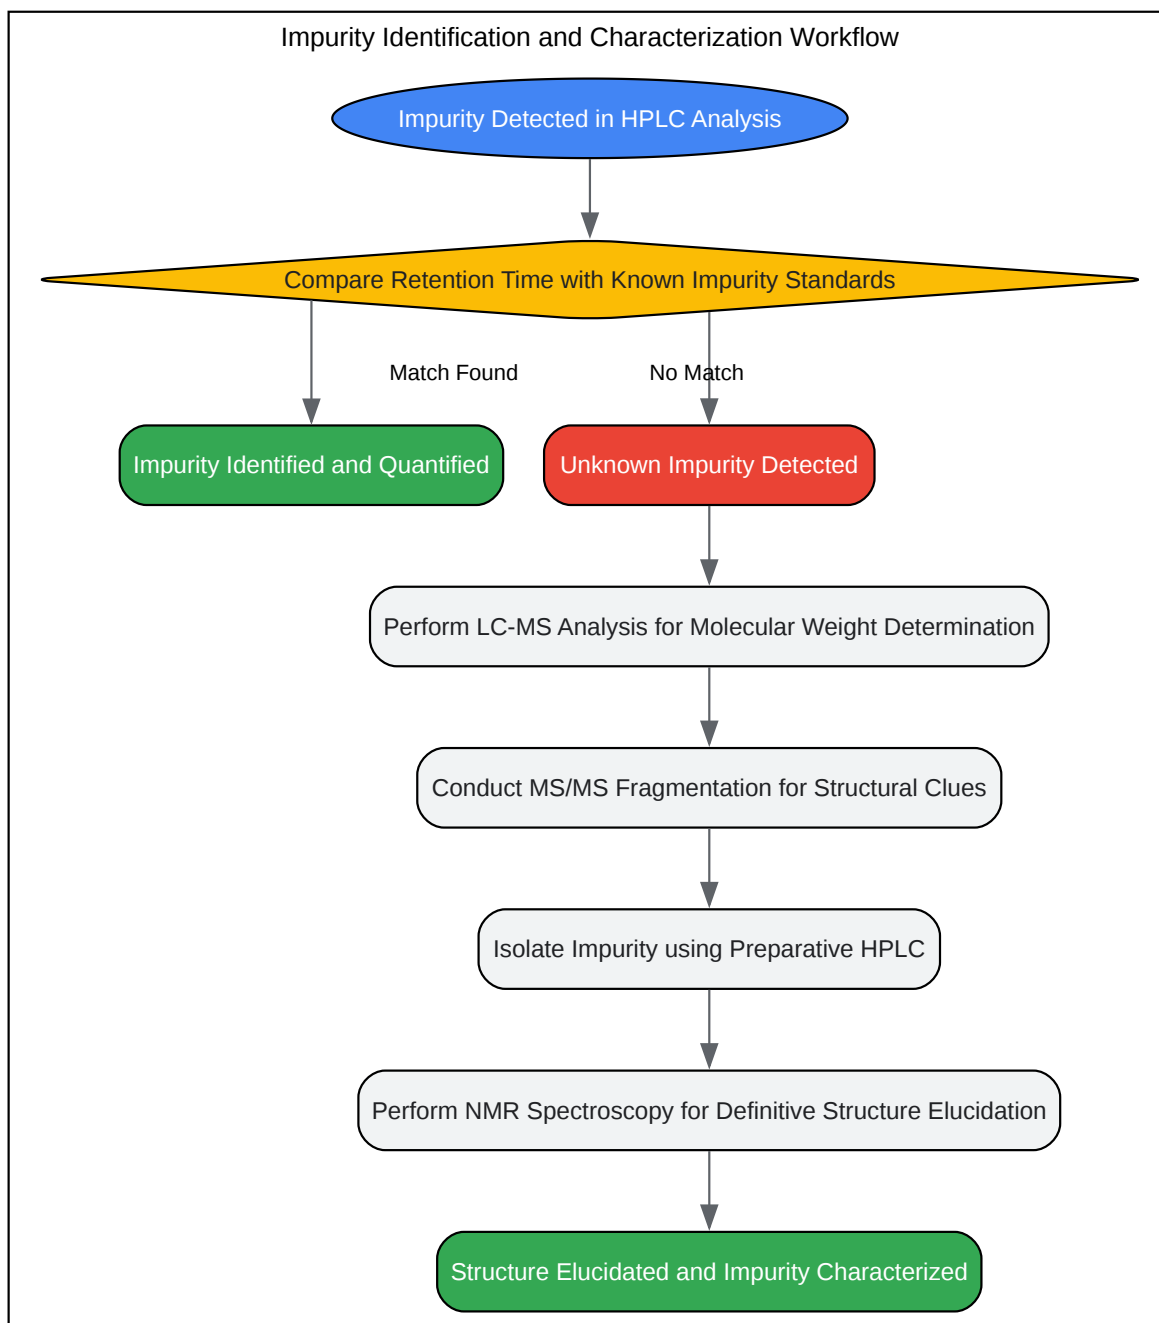 Impurity Identification and Characterization Workflow
Impurity Detected in HPLC Analysis
Compare Retention Time with Known Impurity Standards
Match Found
No Match
Impurity Identified and Quantified
Unknown Impurity Detected
Perform LC-MS Analysis for Molecular Weight Determination
Conduct MS/MS Fragmentation for Structural Clues
Isolate Impurity using Preparative HPLC
Perform NMR Spectroscopy for Definitive Structure Elucidation
Structure Elucidated and Impurity Characterized